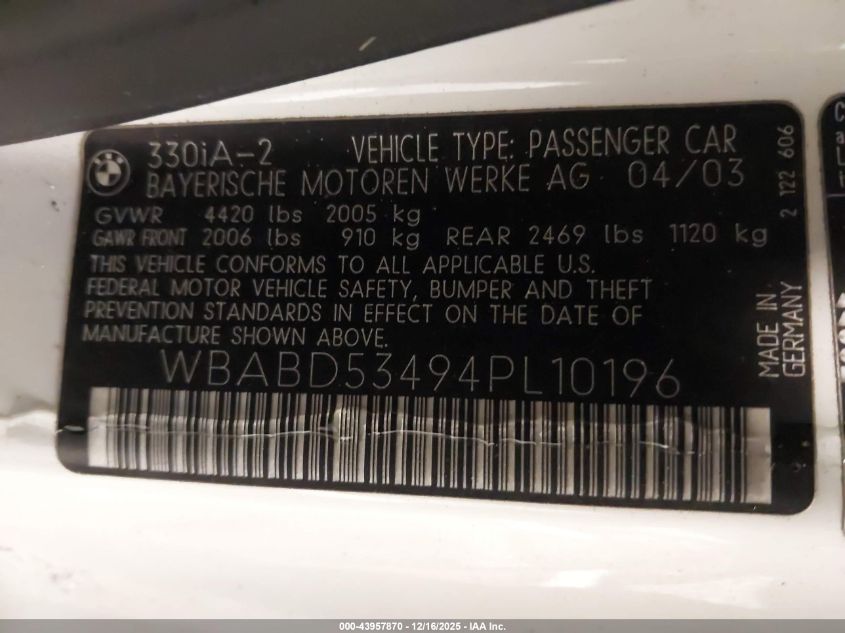 330iA-2 VEHICLE TYPE: PASSENGER CAR
BAYERISCHE MOTOREN WERKE AG 04/03
GVWR 4420 lbs 2005 kg
GAWR FRONT 2006 lbs 910 kg REAR 2469 lbs 1120 kg
THIS VEHICLE CONFORMS TO ALL APPLICABLE U.S.
FEDERAL MOTOR VEHICLE SAFETY, BUMPER AND THEFT
PREVENTION STANDARDS IN EFFECT ON THE DATE OF
MANUFACTURE SHOWN ABOVE.
WBABD53494PL10196
2 122 606
MADE IN
GERMANY
000-43957870 - 12/16/2025 - IAA Inc.